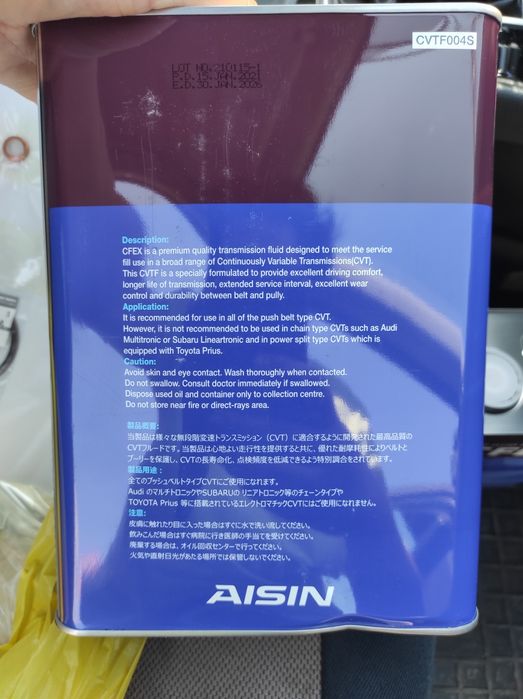 CVTF004S
LOT NO.210115-1
P.D.15.JAN.2021
E.D.30.JAN.2026
Description:
CFEX is a premium quality transmission fluid designed to meet the service
fill use in a broad range of Continuously Variable Transmissions(CVT).
This CVTF is a specially formulated to provide excellent driving comfort,
longer life of transmission, extended service interval, excellent wear
control and durability between belt and pully.
Application:
It is recommended for use in all of the push belt type CVT.
However, it is not recommended to be used in chain type CVTs such as Audi
Multitronic or Subaru Lineartronic and in power split type CVTs which is
equipped with Toyota Prius.
Caution:
Avoid skin and eye contact. Wash thoroughly when contacted.
Do not swallow. Consult doctor immediately if swallowed.
Dispose used oil and container only to collection centre.
Do not store near fire or direct-rays area.
製品概要:
当製品は様々な無段階変速トランスミッション（CVT）に適合するように開発された最高品質の
CVTフルードです。当製品は心地よい走行性を提供すると共に、優れた耐摩耗性によりベルトと
プーリーを保護し、CVTの長寿命化、点検頻度を低減できるよう特別調合をされています。
製品用途:
全てのプッシュベルトタイプCVTにご使用になれます。
Audi のマルチトロニックやSUBARUの リニアトロニック等のチェーンタイプや
TOYOTA Prius 等に搭載されているエレクトロマチックCVTにはご使用になれません。
注意:
皮膚に触れたり目に入った場合はすぐに水で洗い流してください。
飲みこんだ場合はすぐ病院に行き医師の手当てを受けてください。
廃棄する場合は、オイル回収センターで行ってください。
火気や直射日光があたる場所では保管しないでください。
AISIN